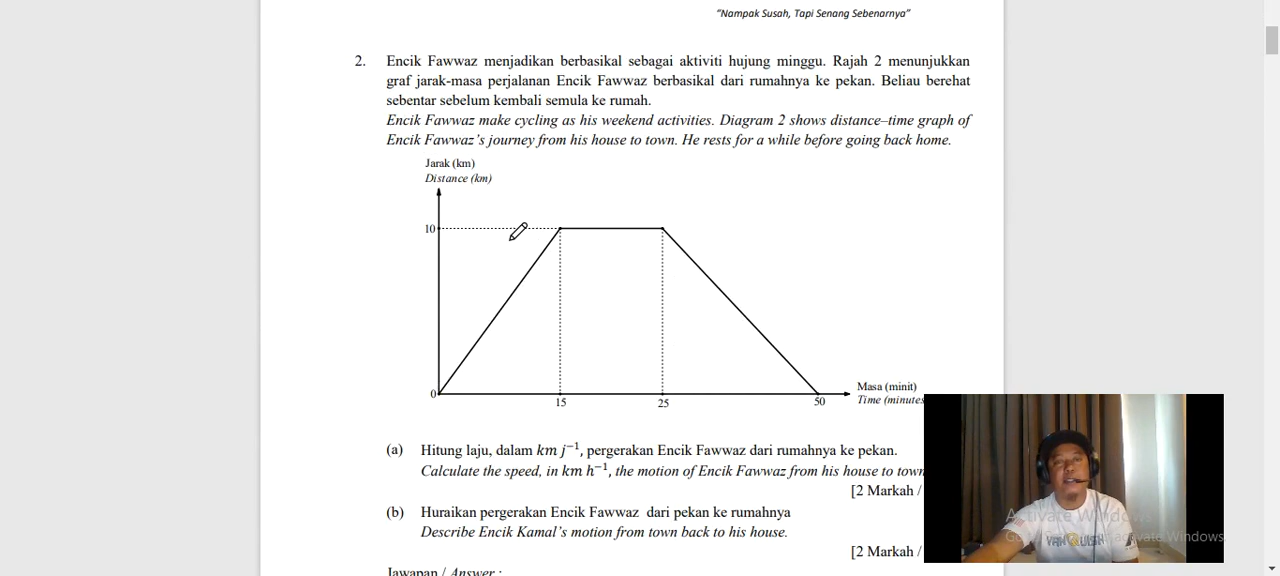 "Nampak Susah, Tapi Senang Sebenarnya"
2. Encik Fawwaz menjadikan berbasikal sebagai aktiviti hujung minggu. Rajah 2 menunjukkan
graf jarak-masa perjalanan Encik Fawwaz berbasikal dari rumahnya ke pekan. Beliau berehat
sebentar sebelum kembali semula ke rumah.
Encik Fawwaz make cycling as his weekend activities. Diagram 2 shows distance–time graph of
Encik Fawwaz's journey from his house to town. He rests for a while before going back home.
Jarak (km)
Distance (km)
10
0
15
25
50
Masa (minit)
Time (minutes
(a) Hitung laju, dalam km j⁻¹, pergerakan Encik Fawwaz dari rumahnya ke pekan.
Calculate the speed, in km h⁻¹, the motion of Encik Fawwaz from his house to town
[2 Markah /
(b) Huraikan pergerakan Encik Fawwaz dari pekan ke rumahnya
Describe Encik Kamal's motion from town back to his house.
[2 Markah /
Jawapan / Answer :
Activate Windows
activate Windows